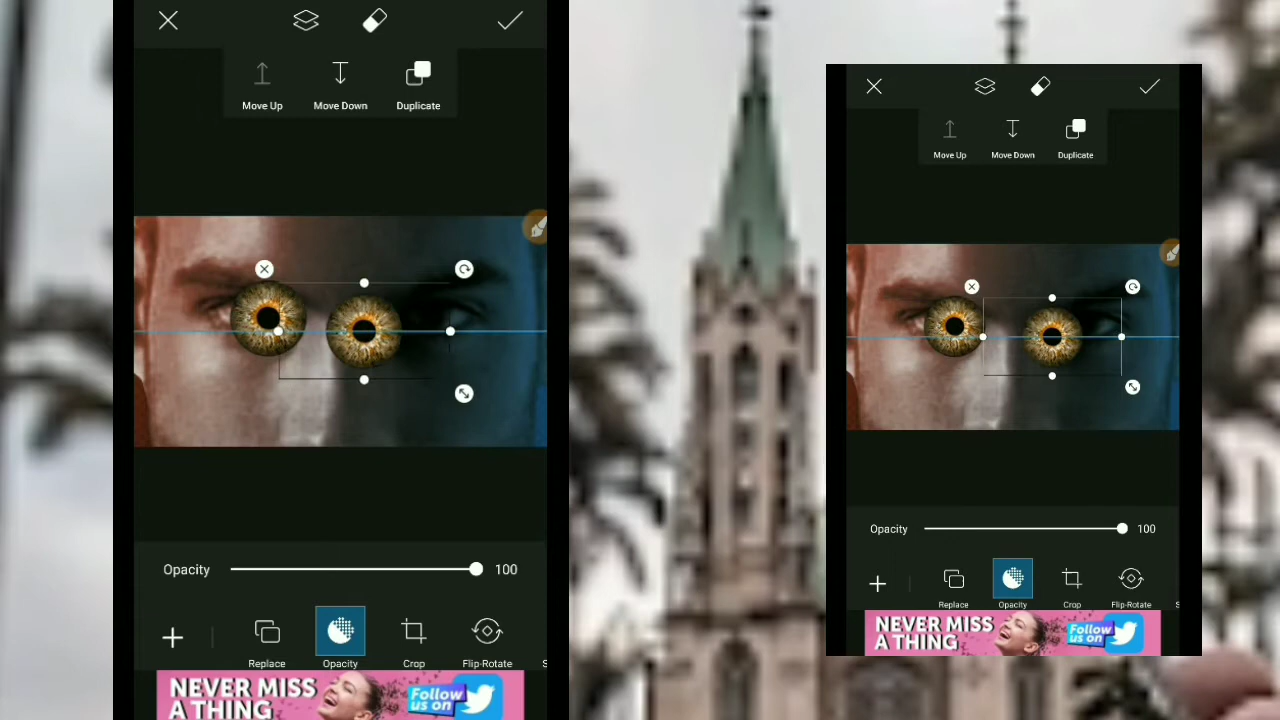 Move Up
Move Down
Duplicate
Opacity
100
Replace
Opacity
Crop
Flip-Rotate
S
NEVER MISS
A THING
Follow
us on
Move Up
Move Down
Duplicate
Opacity
100
Replace
Opacity
Crop
Flip-Rotate
S
NEVER MISS
A THING
Follow
us on